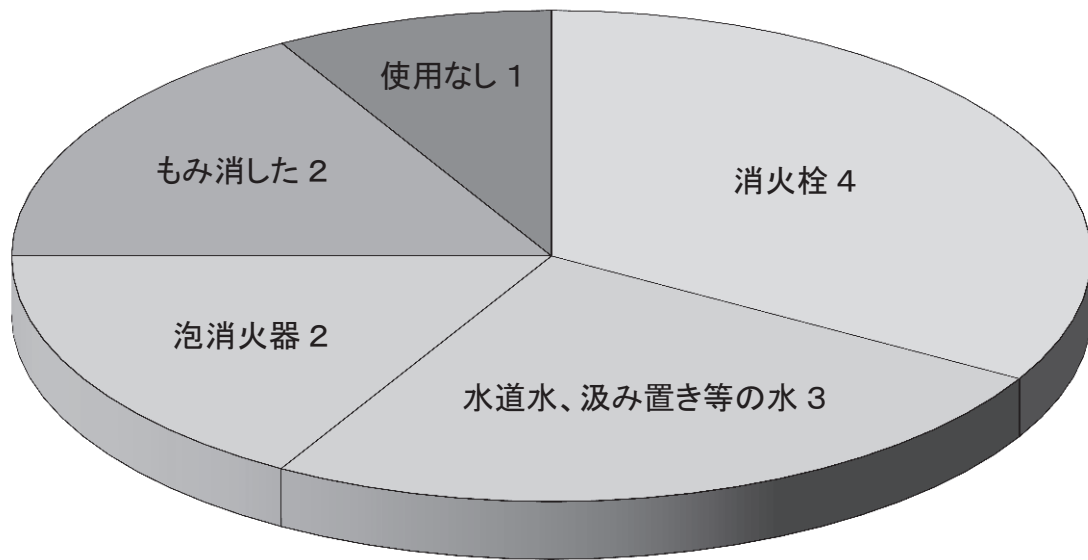 使用なし 1
消火栓 4
もみ消した 2
泡消火器 2
水道水、汲み置き等の水 3